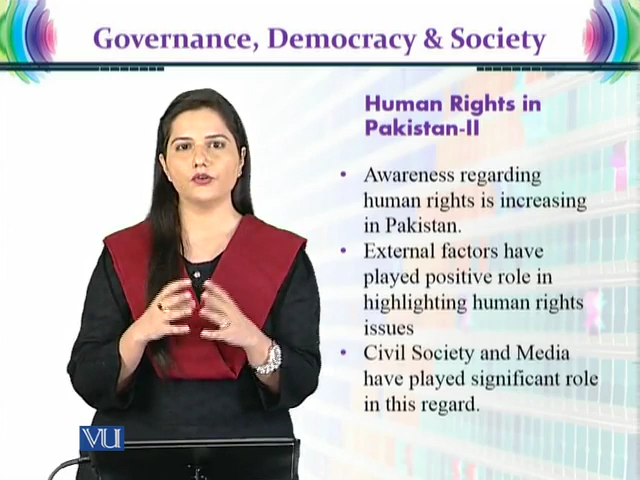 Governance, Democracy & Society
Human Rights in
Pakistan-II
• Awareness regarding
human rights is increasing
in Pakistan.
• External factors have
played positive role in
highlighting human rights
issues
• Civil Society and Media
have played significant role
in this regard.
VU